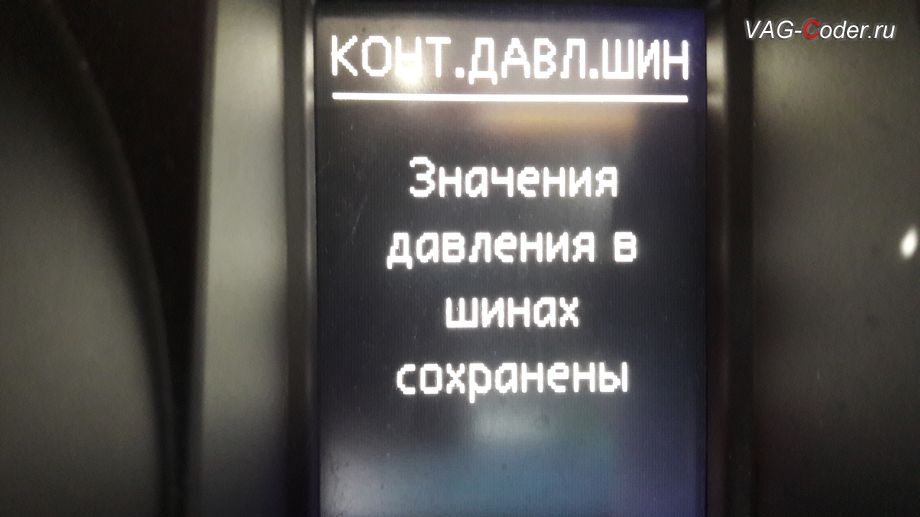 VAG-Coder.ru
КОНТ.ДАВЛ.ШИН
Значения
давления в
шинах
сохранены